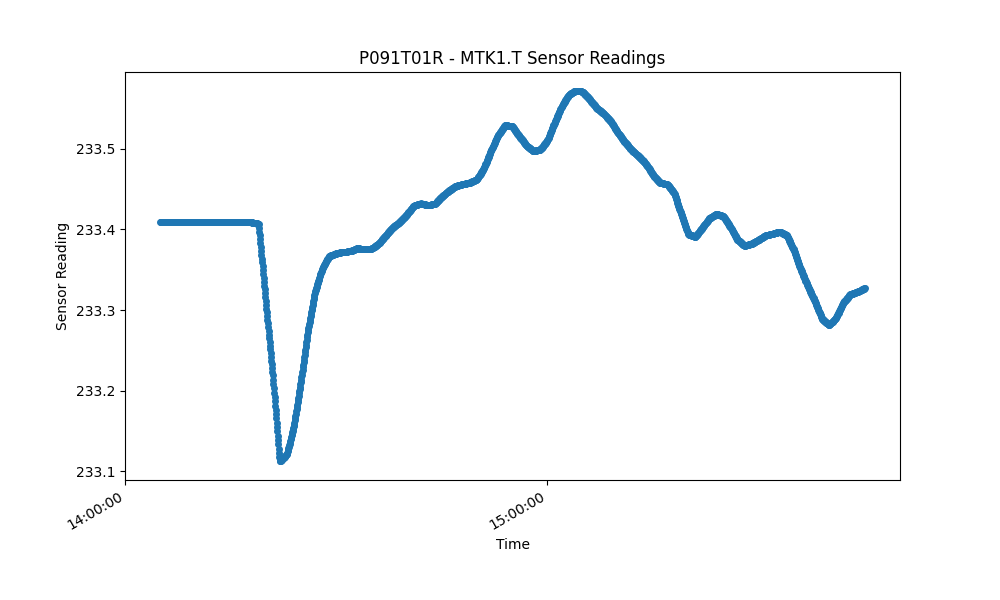 P091T01R - MTK1.T Sensor Readings
Sensor Reading
233.5
233.4
233.3
233.2
233.1
14:00:00
15:00:00
Time